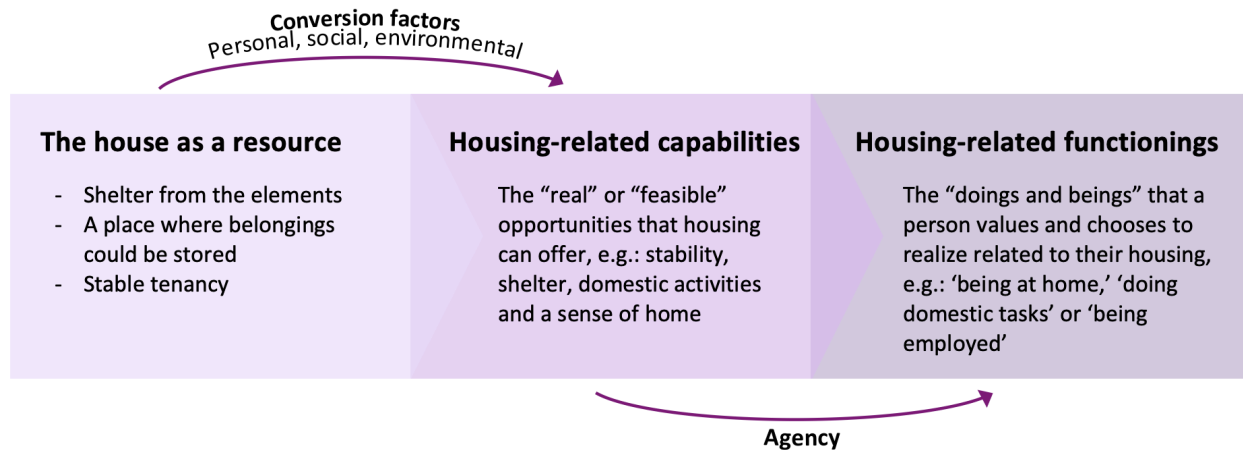 Conversion factors
Personal, social, environmental
The house as a resource
- Shelter from the elements
- A place where belongings
could be stored
- Stable tenancy
Housing-related capabilities
The “real” or “feasible”
opportunities that housing
can offer, e.g.: stability,
shelter, domestic activities
and a sense of home
Housing-related functionings
The “doings and beings” that a
person values and chooses to
realize related to their housing,
e.g.: ‘being at home,’ ‘doing
domestic tasks’ or ‘being
employed’
Agency